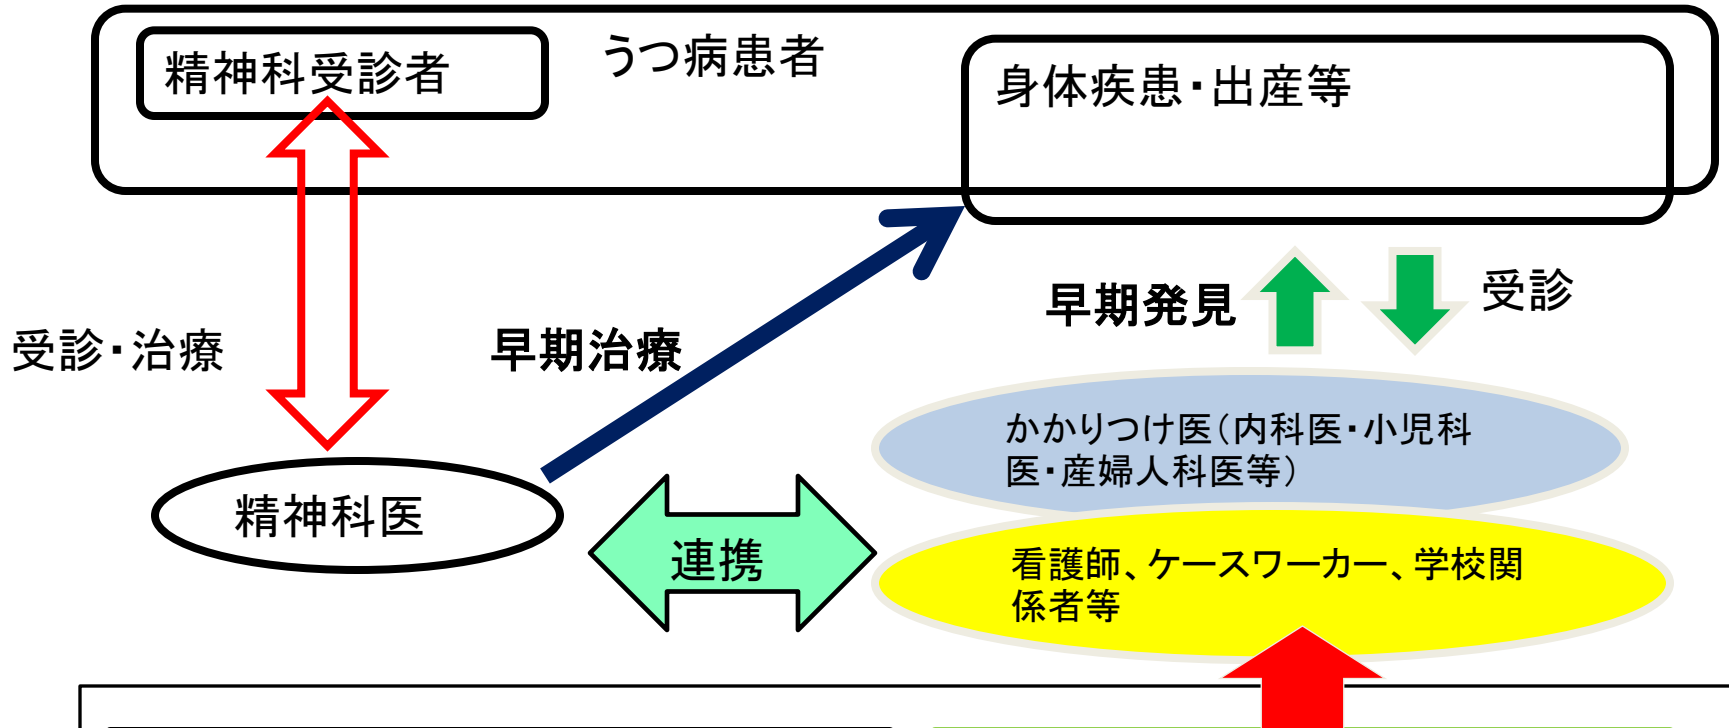 精神科受診者
うつ病患者
身体疾患・出産等
早期発見
受診
受診・治療
早期治療
かかりつけ医（内科医・小児科
医・産婦人科医等）
精神科医
連携
看護師、ケースワーカー、学校関
係者等